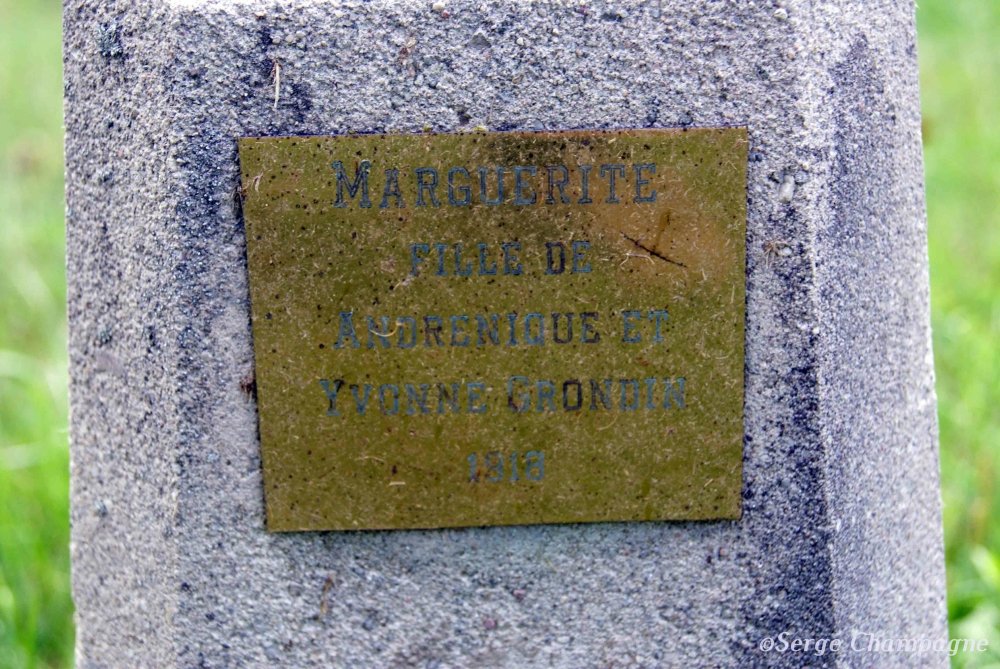 MARGUERITE
FILLE DE
ANDRENIQUE ET
YVONNE GRONDIN
1918
©Serge Champagne